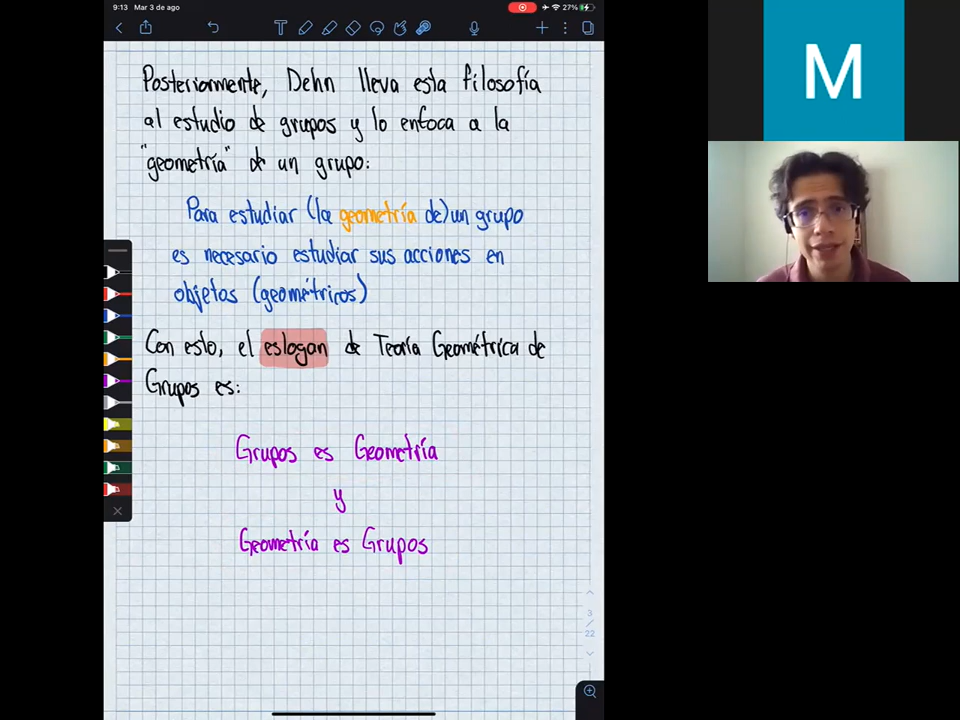 9:13 Mar 3 de ago
27%
T
Posteriormente, Dehn lleva esta filosofía
al estudio de grupos y lo enfoca a la
"geometría" de un grupo:
Para estudiar (la geometría de) un grupo
es necesario estudiar sus acciones en
objetos (geométricos)
Con esto, el eslogan de Teoría Geométrica de
Grupos es:
Grupos es Geometría
y
Geometría es Grupos
3
/
22
M